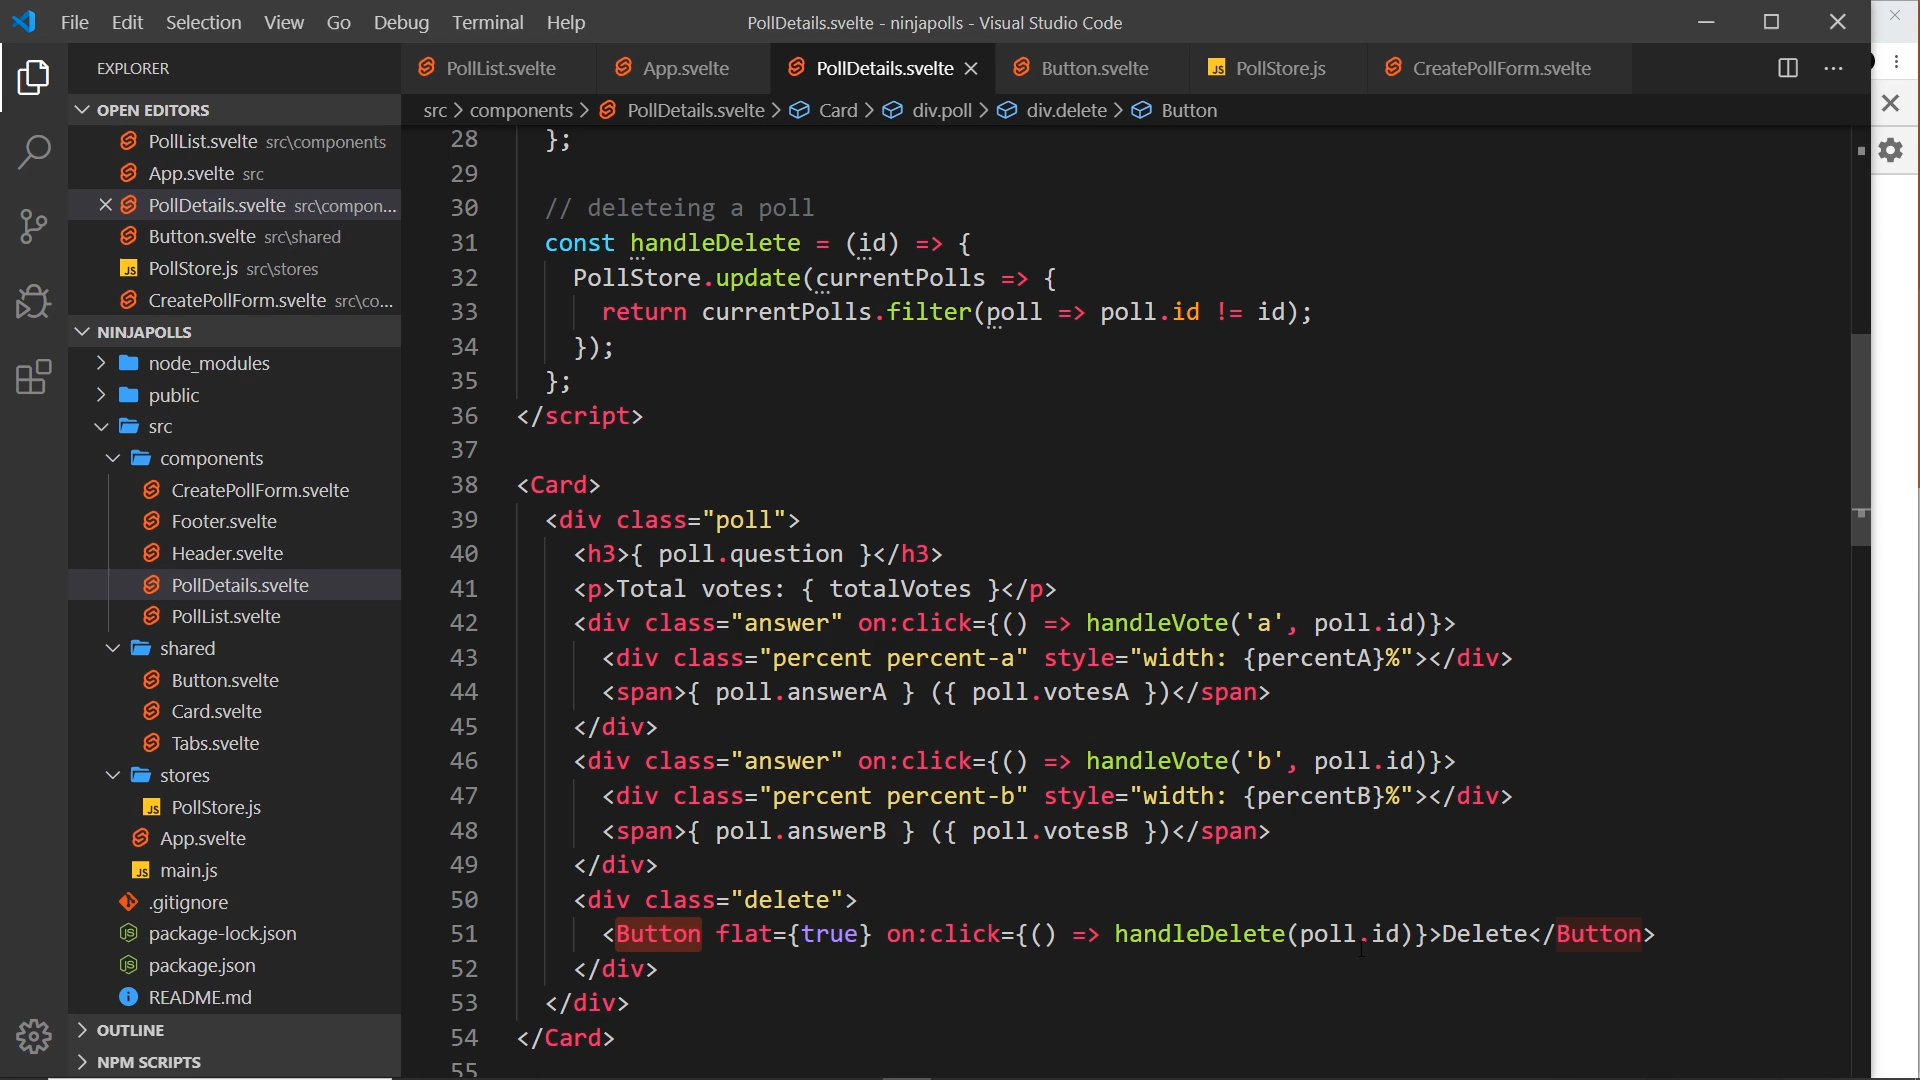 File Edit Selection View Go Debug Terminal Help
PollDetails.svelte - ninjapolls - Visual Studio Code
EXPLORER
PollList.svelte
App.svelte
PollDetails.svelte
Button.svelte
JS PollStore.js
CreatePollForm.svelte
src > components > PollDetails.svelte > Card > div.poll > div.delete > Button
OPEN EDITORS
PollList.svelte src\components
App.svelte src
PollDetails.svelte src\compon...
Button.svelte src\shared
JS PollStore.js src\stores
CreatePollForm.svelte src\co...
NINJAPOLLS
node_modules
public
src
components
CreatePollForm.svelte
Footer.svelte
Header.svelte
PollDetails.svelte
PollList.svelte
shared
Button.svelte
Card.svelte
Tabs.svelte
stores
JS PollStore.js
App.svelte
JS main.js
.gitignore
package-lock.json
package.json
README.md
OUTLINE
NPM SCRIPTS
28 };
29
30 // deleteing a poll
31 const handleDelete = (id) => {
32 PollStore.update(currentPolls => {
33 return currentPolls.filter(poll => poll.id != id);
34 });
35 };
36 </script>
37
38 <Card>
39 <div class="poll">
40 <h3>{ poll.question }</h3>
41 <p>Total votes: { totalVotes }</p>
42 <div class="answer" on:click={() => handleVote('a', poll.id)}>
43 <div class="percent percent-a" style="width: {percentA}%"></div>
44 <span>{ poll.answerA } ({ poll.votesA })</span>
45 </div>
46 <div class="answer" on:click={() => handleVote('b', poll.id)}>
47 <div class="percent percent-b" style="width: {percentB}%"></div>
48 <span>{ poll.answerB } ({ poll.votesB })</span>
49 </div>
50 <div class="delete">
51 <Button flat={true} on:click={() => handleDelete(poll.id)}>Delete</Button>
52 </div>
53 </div>
54 </Card>
55